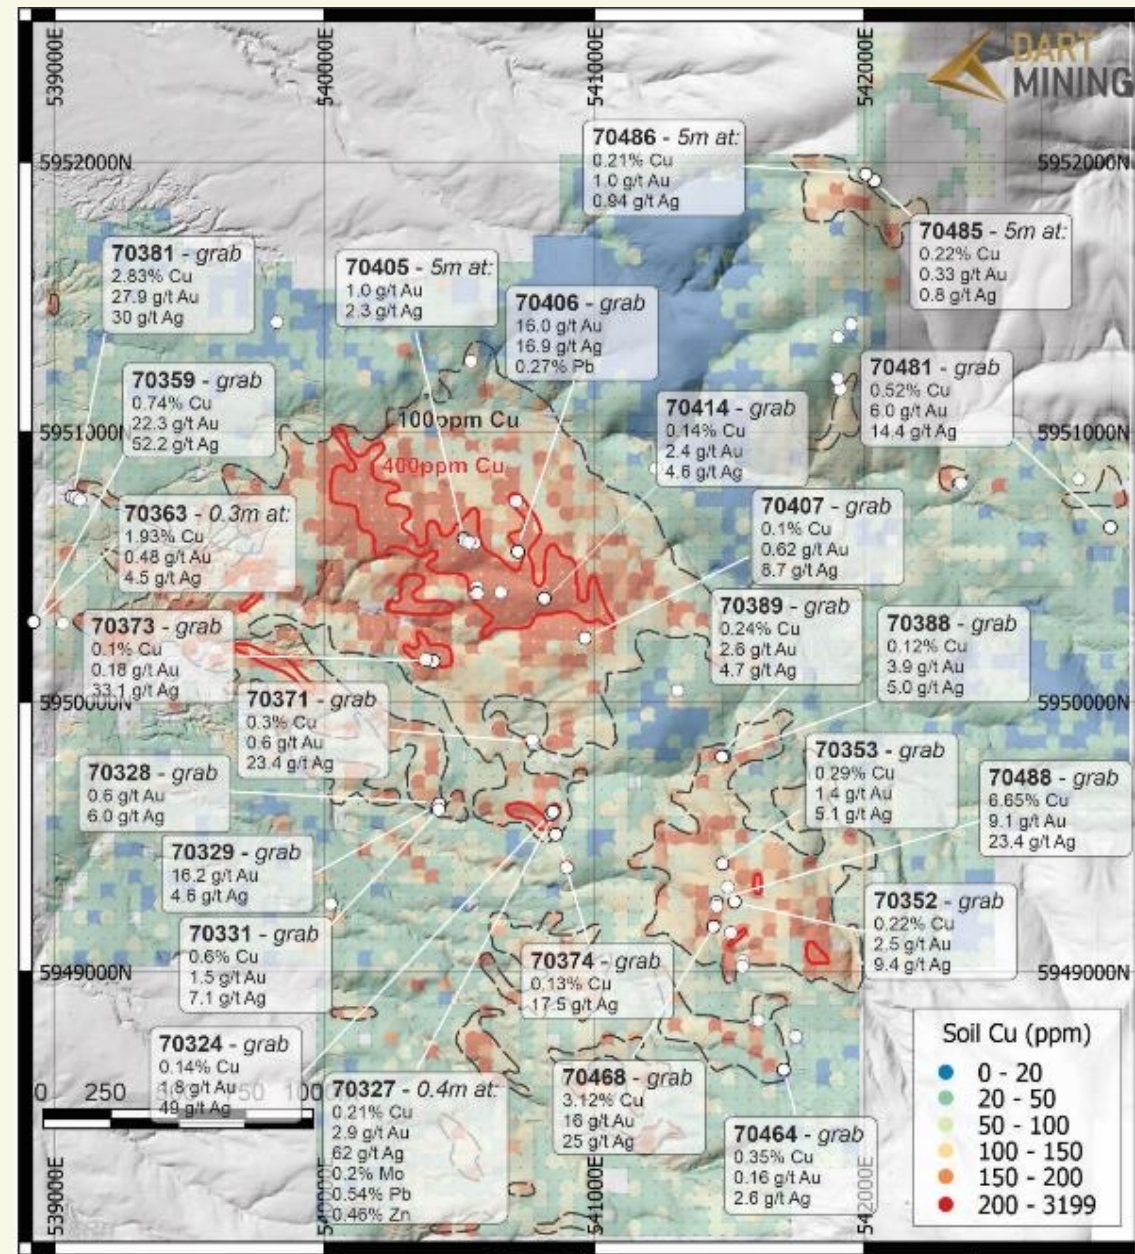 539000E
540000E
541000E
542000E
DART
MINING
5952000N
5952000N
70486 - 5m at:
0.21% Cu
1.0 g/t Au
0.94 g/t Ag
70485 - 5m at:
0.22% Cu
0.33 g/t Au
0.8 g/t Ag
70381 - grab
2.83% Cu
27.9 g/t Au
30 g/t Ag
70405 - 5m at:
1.0 g/t Au
2.3 g/t Ag
70406 - grab
16.0 g/t Au
16.9 g/t Ag
0.27% Pb
70359 - grab
0.74% Cu
22.3 g/t Au
52.2 g/t Ag
70481 - grab
0.52% Cu
6.0 g/t Au
14.4 g/t Ag
5951000N
5951000N
100ppm Cu
400ppm Cu
70414 - grab
0.14% Cu
2.4 g/t Au
4.6 g/t Ag
70363 - 0.3m at:
1.93% Cu
0.48 g/t Au
4.5 g/t Ag
70407 - grab
0.1% Cu
0.62 g/t Au
8.7 g/t Ag
70373 - grab
0.1% Cu
0.18 g/t Au
33.1 g/t Ag
70389 - grab
0.24% Cu
2.6 g/t Au
4.7 g/t Ag
70388 - grab
0.12% Cu
3.9 g/t Au
5.0 g/t Ag
5950000N
5950000N
70371 - grab
0.3% Cu
0.6 g/t Au
23.4 g/t Ag
70353 - grab
0.29% Cu
1.4 g/t Au
5.1 g/t Ag
70328 - grab
0.6 g/t Au
6.0 g/t Ag
70488 - grab
6.65% Cu
9.1 g/t Au
23.4 g/t Ag
70329 - grab
16.2 g/t Au
4.6 g/t Ag
70352 - grab
0.22% Cu
2.5 g/t Au
9.4 g/t Ag
70331 - grab
0.6% Cu
1.5 g/t Au
7.1 g/t Ag
5949000N
5949000N
70374 - grab
0.13% Cu
17.5 g/t Ag
70324 - grab
0.14% Cu
1.8 g/t Au
49 g/t Ag
0 250
70327 - 0.4m at:
0.21% Cu
2.9 g/t Au
62 g/t Ag
0.2% Mo
0.54% Pb
0.46% Zn
70468 - grab
3.12% Cu
16 g/t Au
25 g/t Ag
70464 - grab
0.35% Cu
0.16 g/t Au
2.6 g/t Ag
Soil Cu (ppm)
0 - 20
20 - 50
50 - 100
100 - 150
150 - 200
200 - 3199
539000E
540000E
541000E
542000E